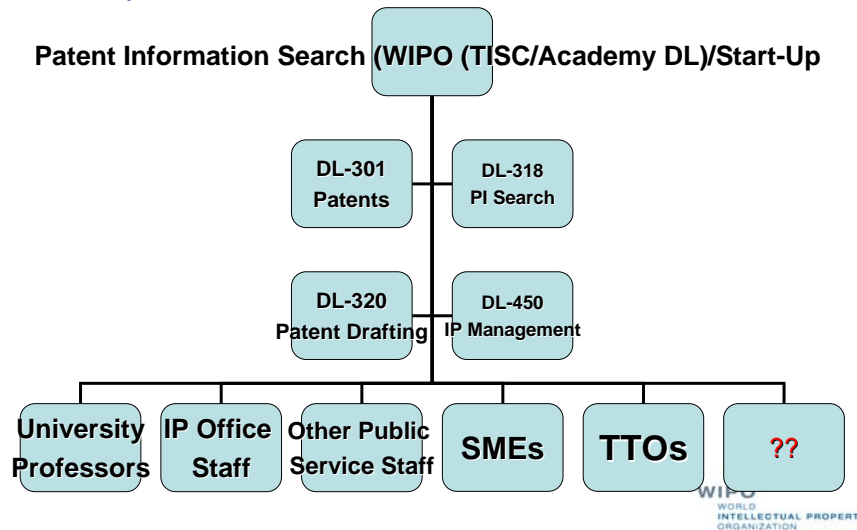 Patent Information Search (WIPO (TISC/Academy DL)/Start-Up
DL-301
Patents
DL-318
PI Search
DL-320
Patent Drafting
DL-450
IP Management
University
Professors
IP Office
Staff
Other Public
Service Staff
SMEs
TTOs
??
WIPO
WORLD
INTELLECTUAL PROPERT
ORGANIZATION